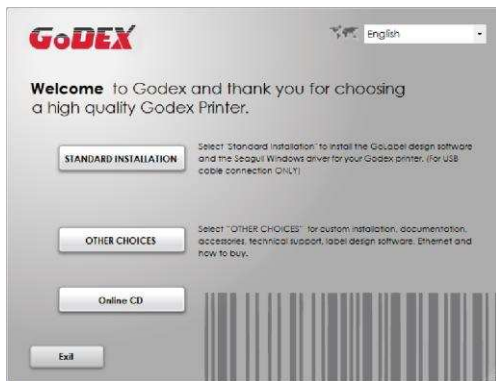 GoDEX
English
Welcome to Godex and thank you for choosing
a high quality Godex Printer.
STANDARD INSTALLATION
Select "Standard Installation" to install the GoLabel design software
and the Seagull Windows driver for your Godex printer. (For USB
cable connection ONLY)
OTHER CHOICES
Select "OTHER CHOICES" for custom installation, documentation,
accessories, technical support, label design software, Ethernet and
how to buy.
Online CD
Exit